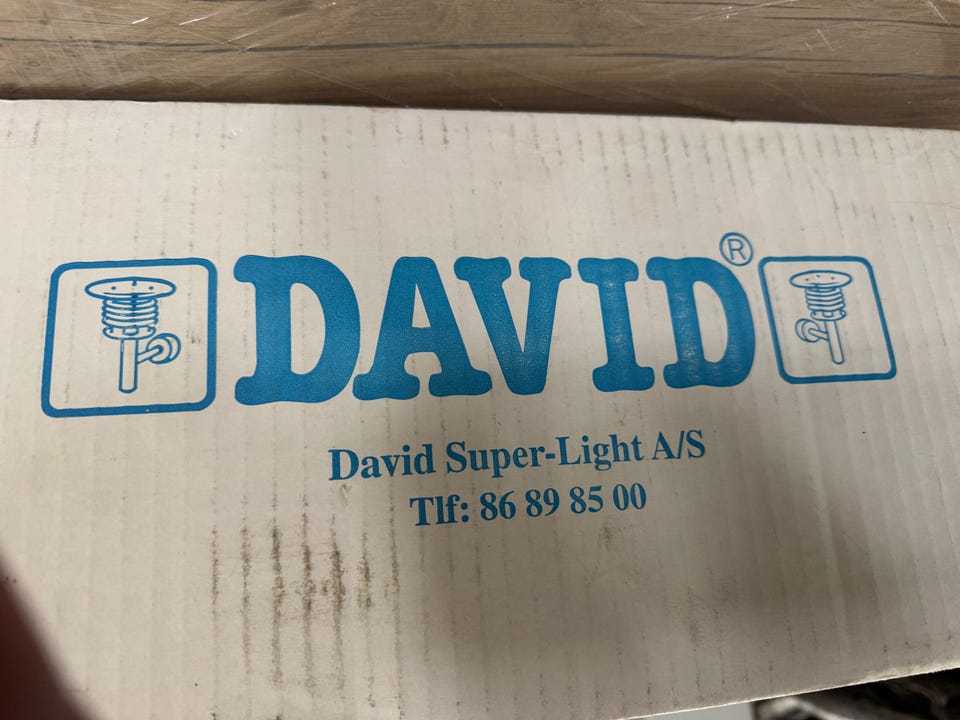 DAVID®
David Super-Light A/S
Tlf: 86 89 85 00